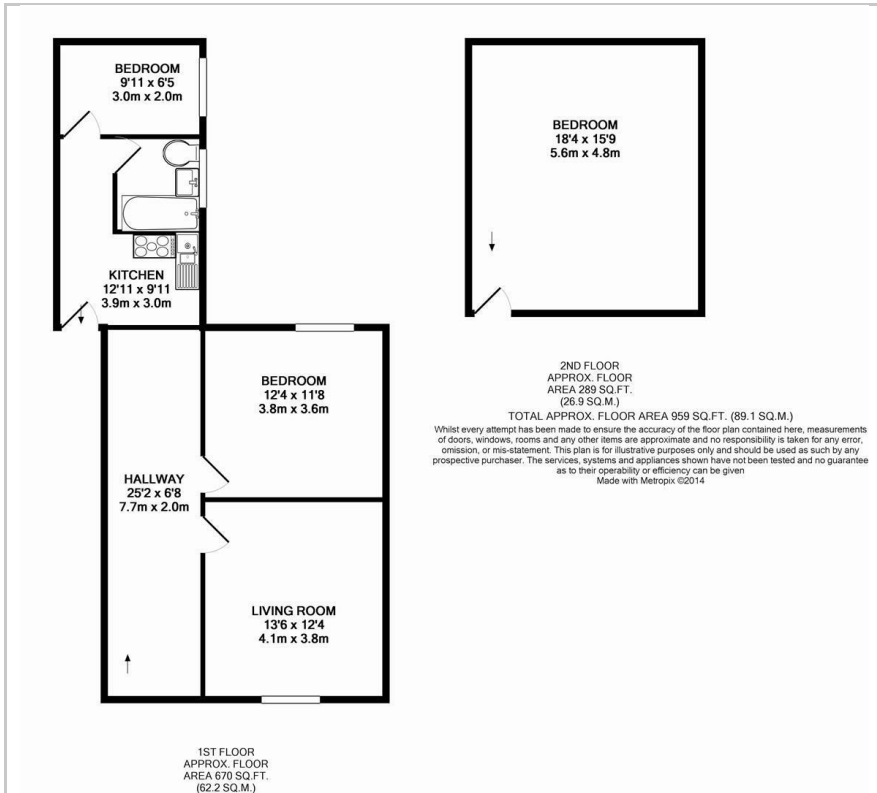 BEDROOM
9'11 x 6'5
3.0m x 2.0m
KITCHEN
12'11 x 9'11
3.9m x 3.0m
BEDROOM
12'4 x 11'8
3.8m x 3.6m
HALLWAY
25'2 x 6'8
7.7m x 2.0m
LIVING ROOM
13'6 x 12'4
4.1m x 3.8m
1ST FLOOR
APPROX. FLOOR
AREA 670 SQ.FT.
(62.2 SQ.M.)
BEDROOM
18'4 x 15'9
5.6m x 4.8m
2ND FLOOR
APPROX. FLOOR
AREA 289 SQ.FT.
(26.9 SQ.M.)
TOTAL APPROX. FLOOR AREA 959 SQ.FT. (89.1 SQ.M.)
Whilst every attempt has been made to ensure the accuracy of the floor plan contained here, measurements
of doors, windows, rooms and any other items are approximate and no responsibility is taken for any error,
omission, or mis-statement. This plan is for illustrative purposes only and should be used as such by any
prospective purchaser. The services, systems and appliances shown have not been tested and no guarantee
as to their operability or efficiency can be given
Made with Metropix ©2014